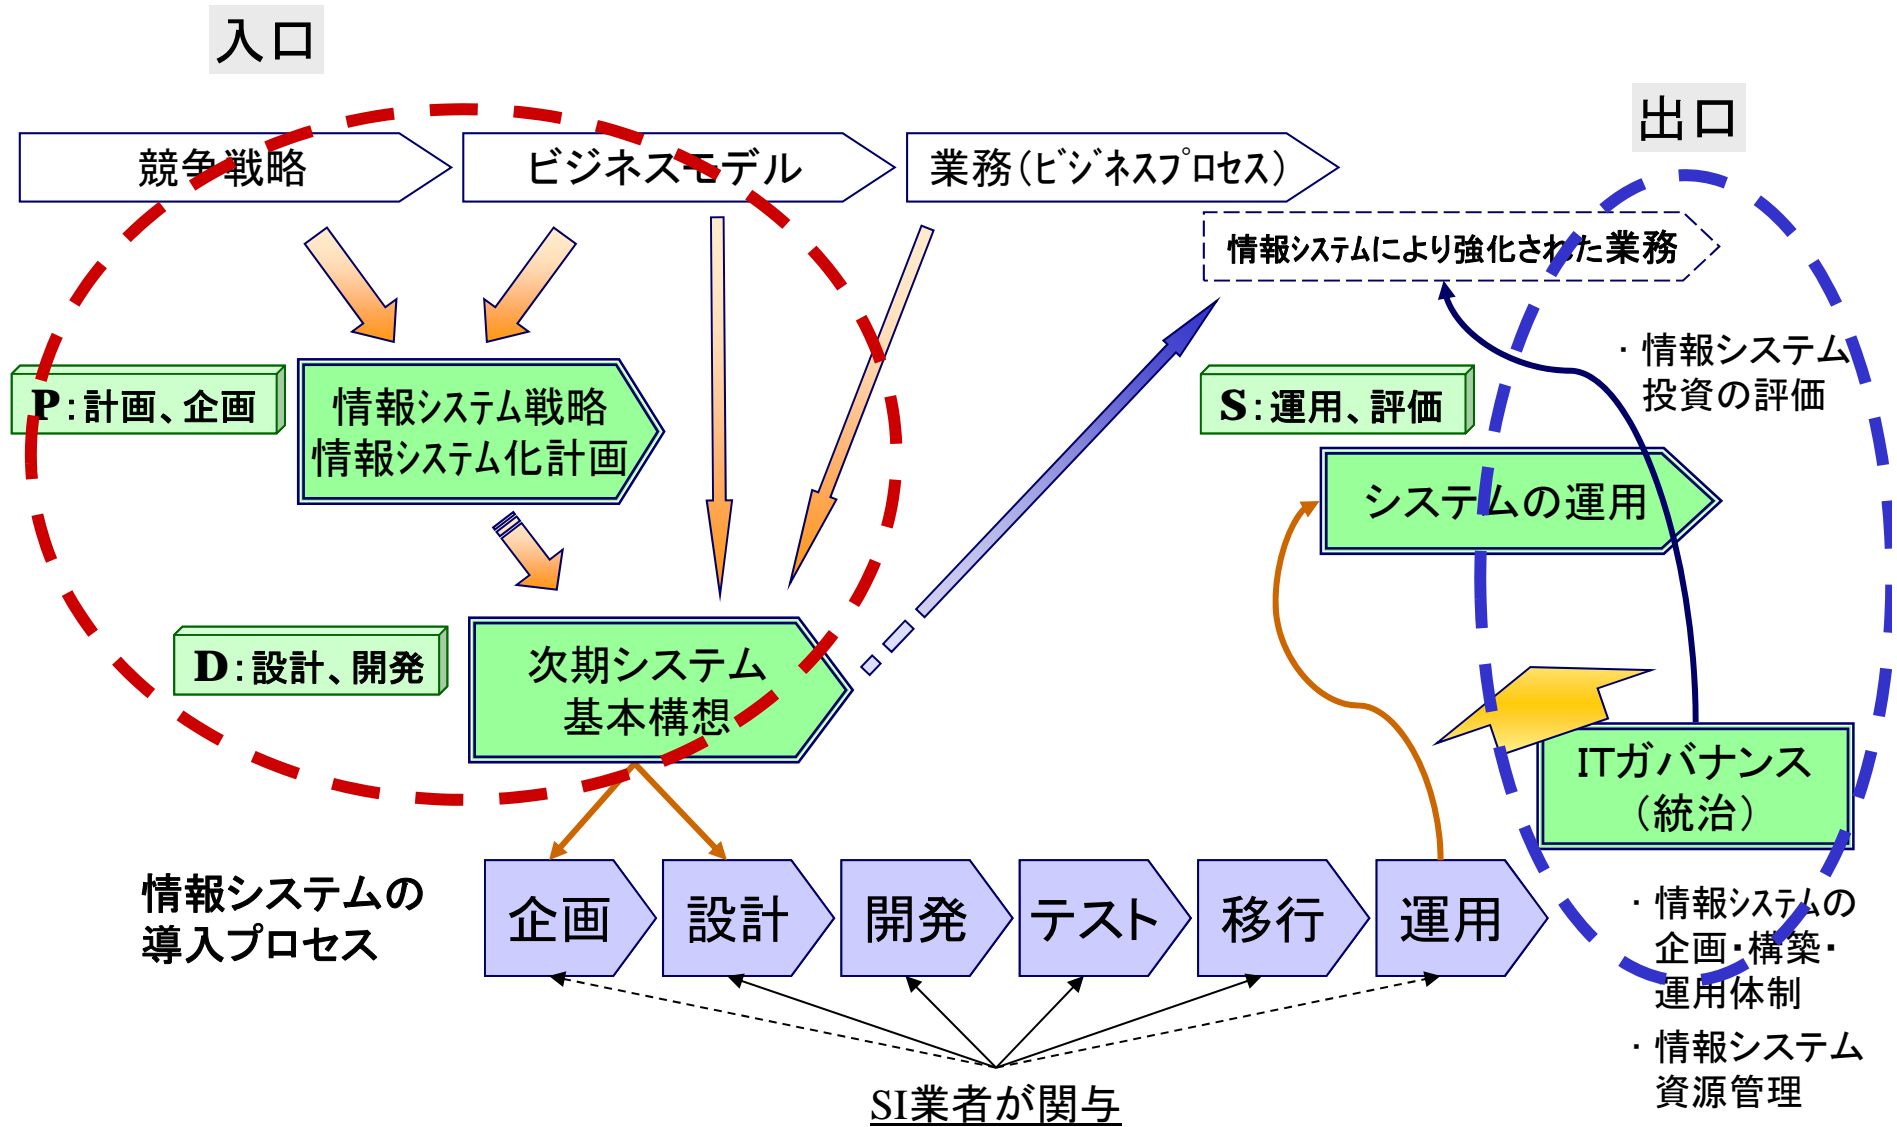 入口
出口
競争戦略
ビジネスモデル
業務(ビジネスプロセス)
情報システムにより強化された業務
・情報システム
投資の評価
P:計画、企画
情報システム戦略
情報システム化計画
S:運用、評価
システムの運用
D:設計、開発
次期システム
基本構想
ITガバナンス
(統治)
情報システムの
導入プロセス
企画
設計
開発
テスト
移行
運用
・情報システムの
企画・構築・
運用体制
・情報システム
資源管理
SI業者が関与